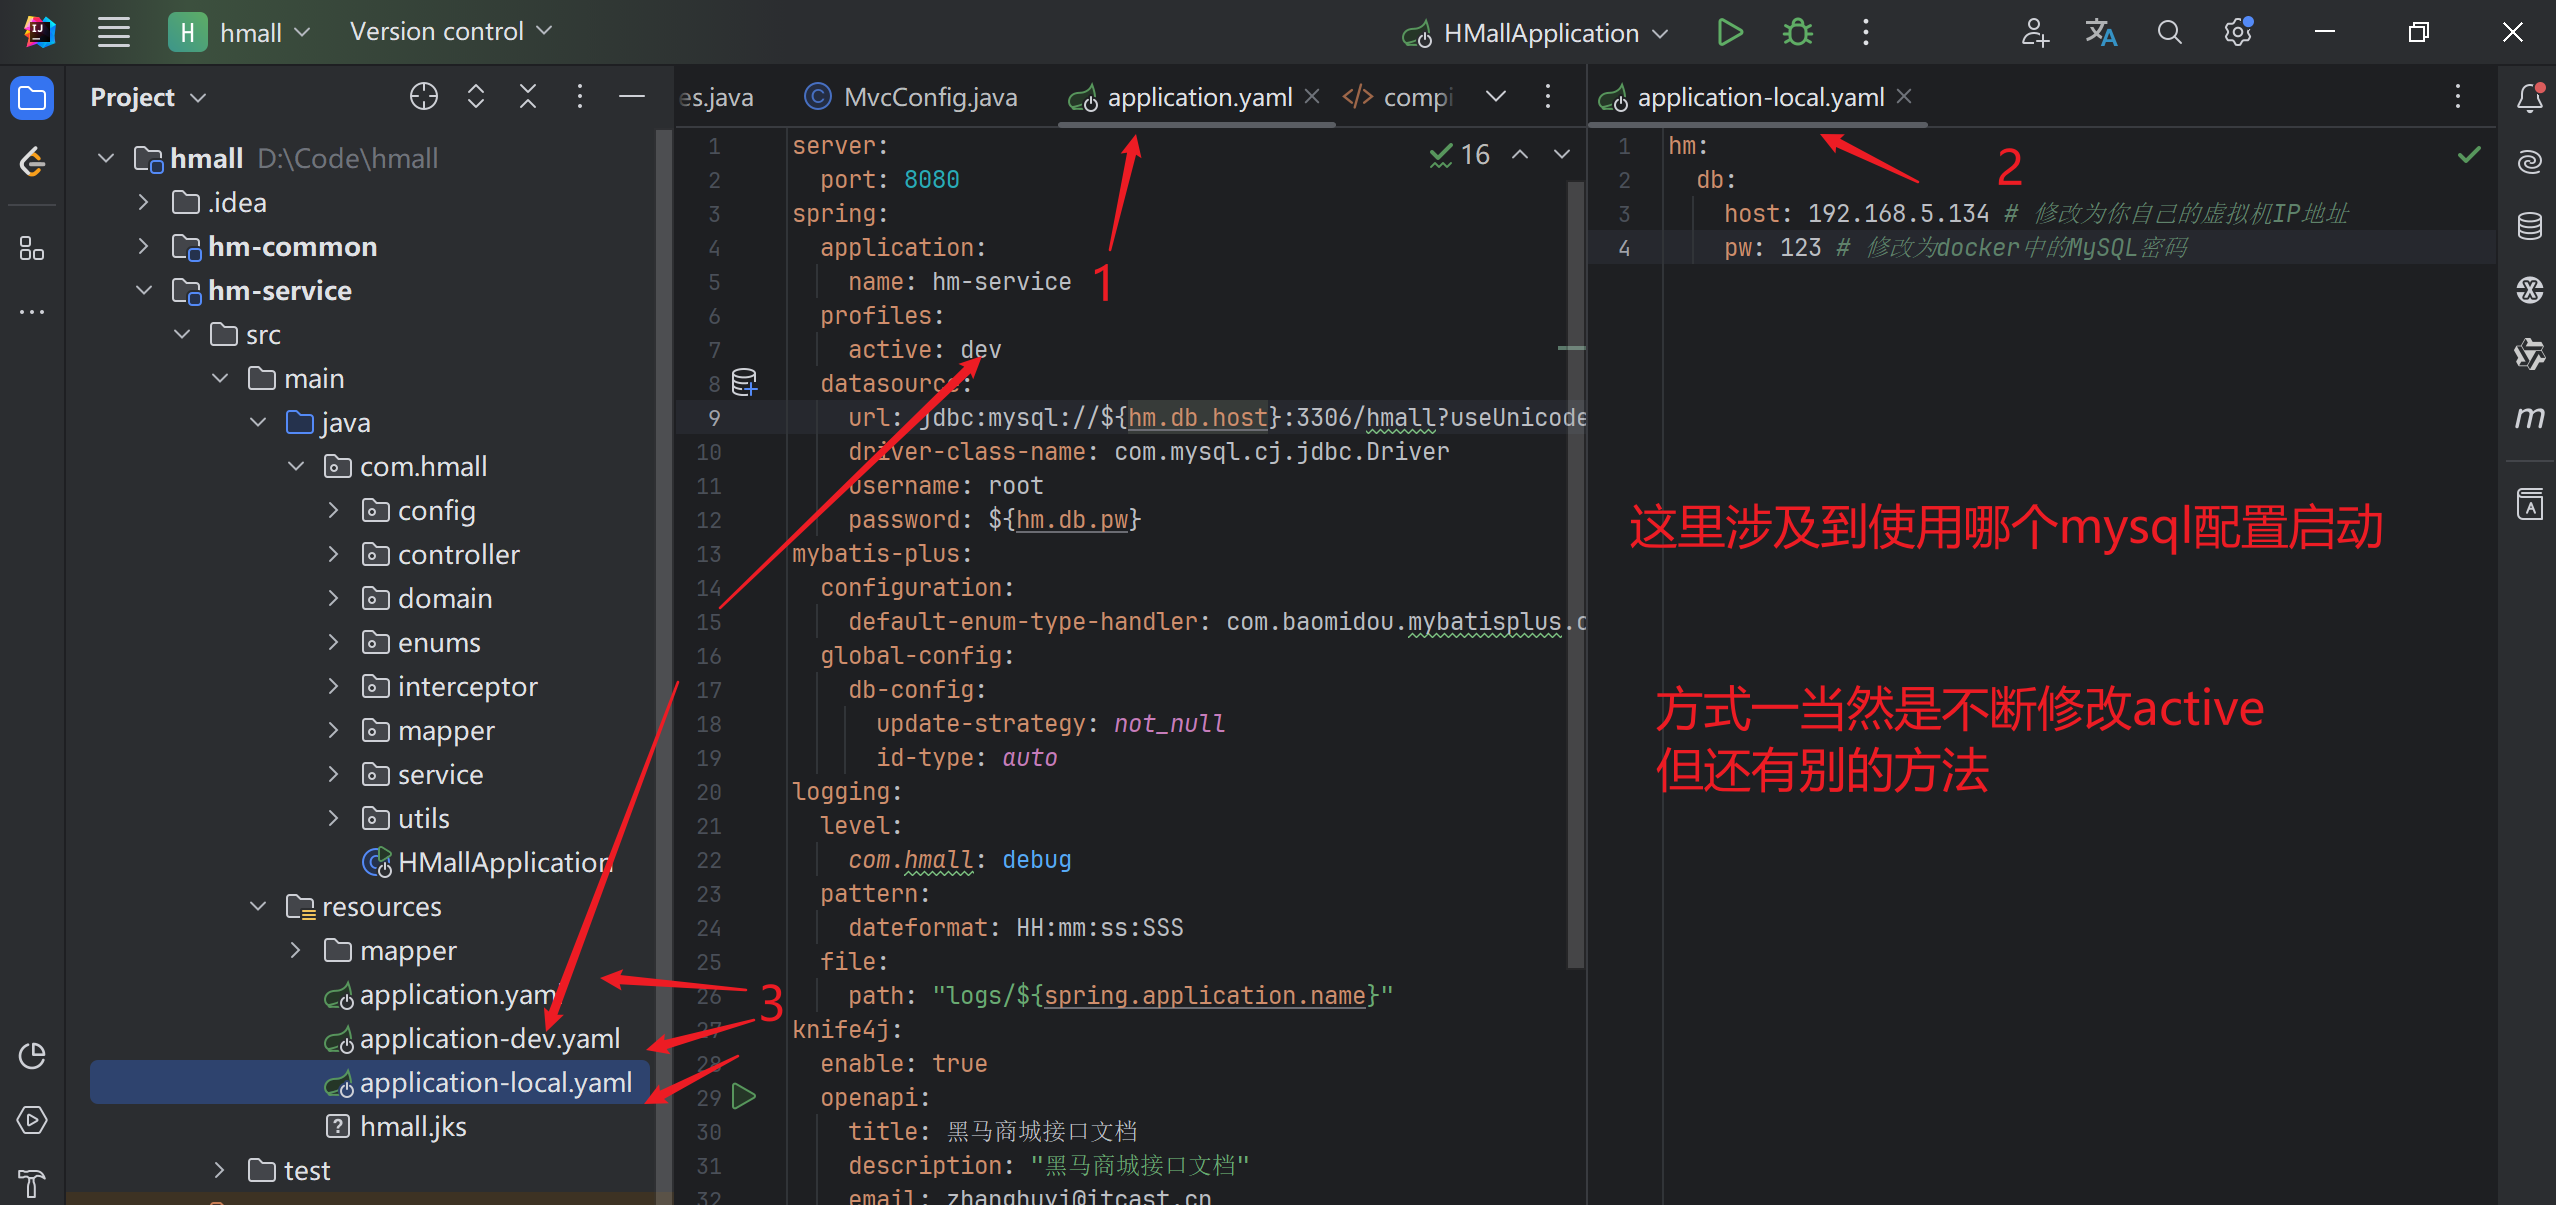 H hmall Version control HMallApplication
Project
hmall D:\Code\hmall
.idea
hm-common
hm-service
src
main
java
com.hmall
config
controller
domain
enums
interceptor
mapper
service
utils
HMallApplication
resources
mapper
application.yaml
application-dev.yaml
application-local.yaml
hmall.jks
test
es.java MvcConfig.java application.yaml compi
16
1 server:
2 port: 8080
3 spring:
4 application:
5 name: hm-service
6 profiles:
7 active: dev
8 datasource:
9 url: jdbc:mysql://${hm.db.host}:3306/hmall?useUnicode
10 driver-class-name: com.mysql.cj.jdbc.Driver
11 username: root
12 password: ${hm.db.pw}
13 mybatis-plus:
14 configuration:
15 default-enum-type-handler: com.baomidou.mybatisplus.c
16 global-config:
17 db-config:
18 update-strategy: not_null
19 id-type: auto
20 logging:
21 level:
22 com.hmall: debug
23 pattern:
24 dateformat: HH:mm:ss:SSS
25 file:
26 path: "logs/${spring.application.name}"
27 knife4j:
28 enable: true
29 openapi:
30 title: 黑马商城接口文档
31 description: "黑马商城接口文档"
32 email: zhanghuyi@itcast.cn
1
3
application-local.yaml
1 hm:
2 db:
3 host: 192.168.5.134 # 修改为你自己的虚拟机IP地址
4 pw: 123 # 修改为docker中的MySQL密码
2
这里涉及到使用哪个mysql配置启动
方式一当然是不断修改active
但还有别的方法